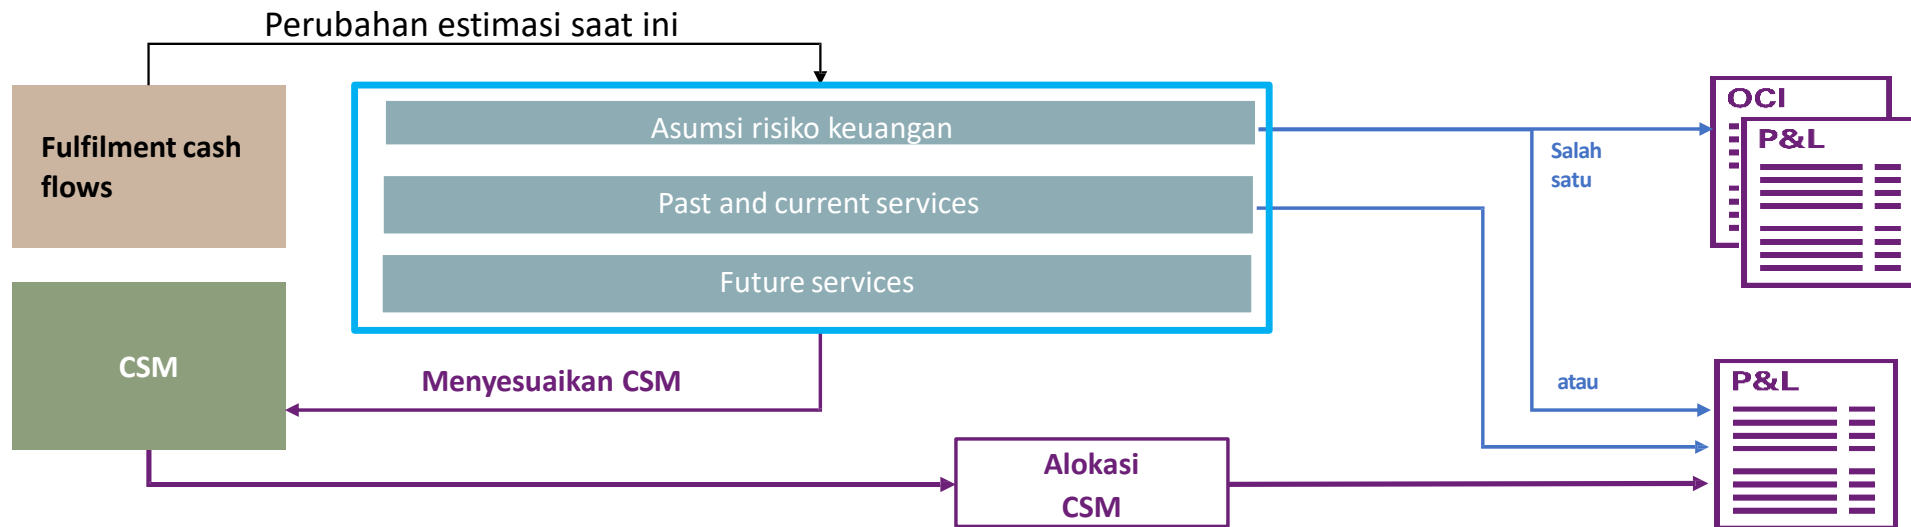 Perubahan estimasi saat ini
Fulfilment cash
flows
Asumsi risiko keuangan
Past and current services
Future services
OCI
P&L
Salah
satu
CSM
Menyesuaikan CSM
atau
P&L
Alokasi
CSM